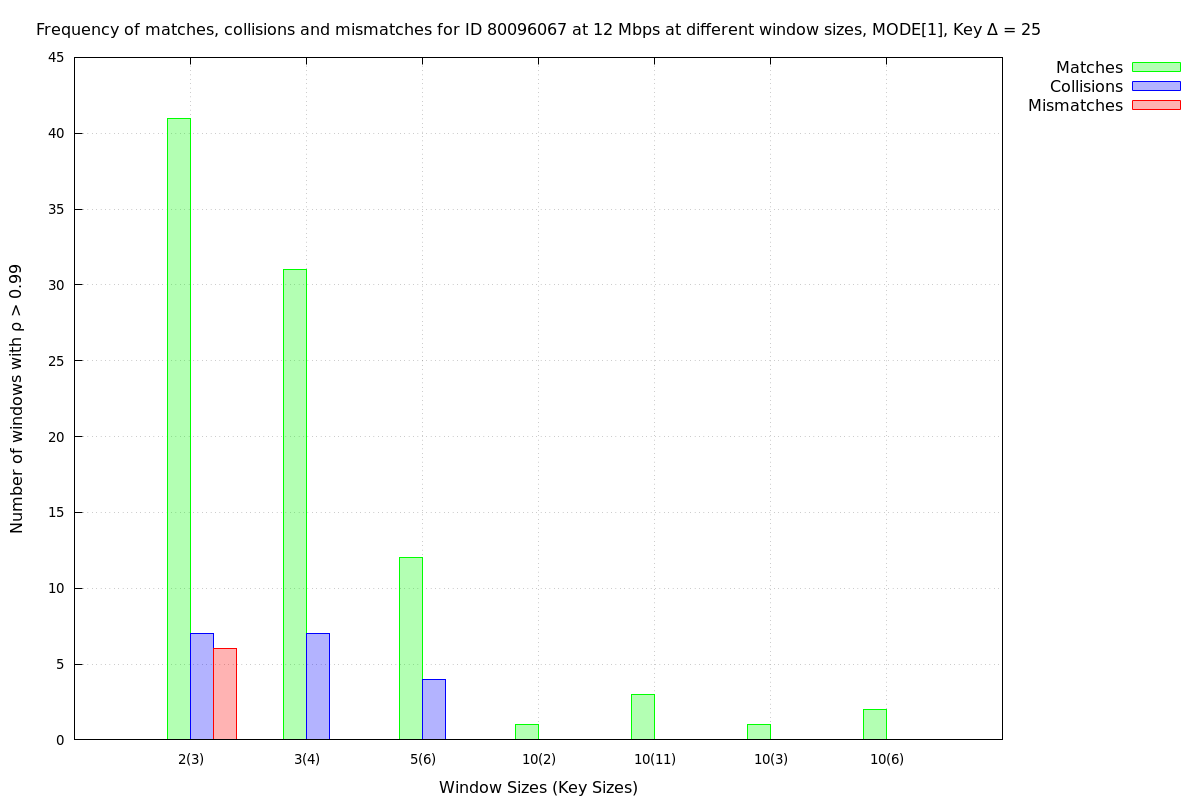 Frequency of matches, collisions and mismatches for ID 80096067 at 12 Mbps at different window sizes, MODE[1], Key Δ = 25
Matches
Collisions
Mismatches
Number of windows with ρ > 0.99
45
40
35
30
25
20
15
10
5
0
2(3) 3(4) 5(6) 10(2) 10(11) 10(3) 10(6)
Window Sizes (Key Sizes)